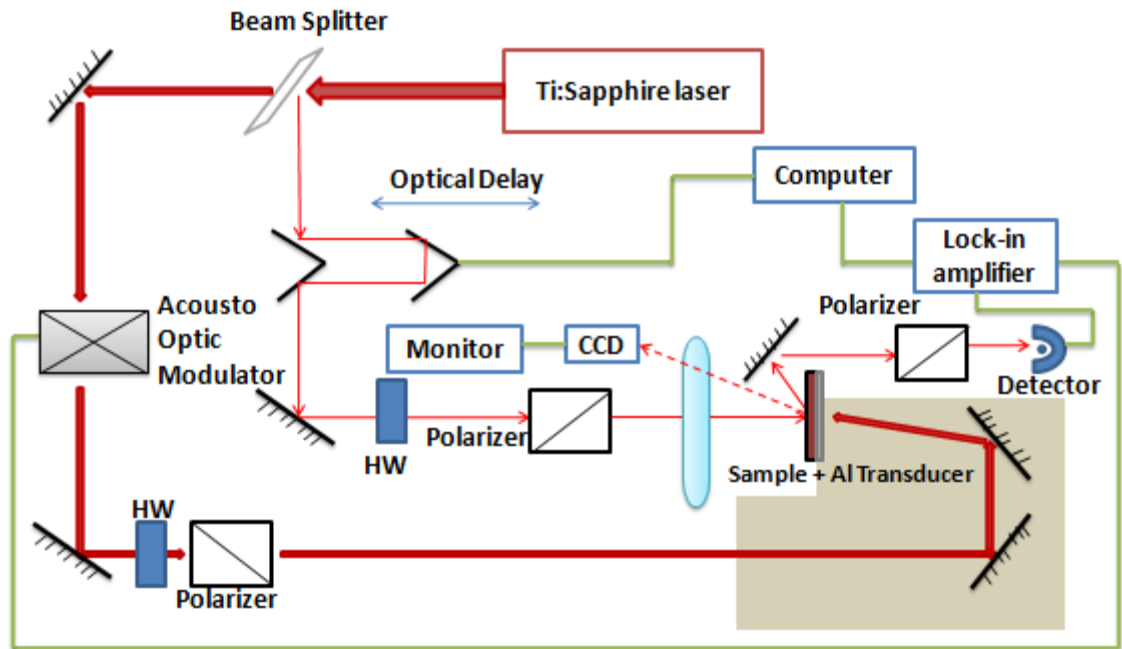 Beam Splitter
Ti:Sapphire laser
Optical Delay
Computer
Lock-in
amplifier
Acousto
Optic
Modulator
Monitor
CCD
Polarizer
Detector
HW
Polarizer
Sample + Al Transducer
HW
Polarizer